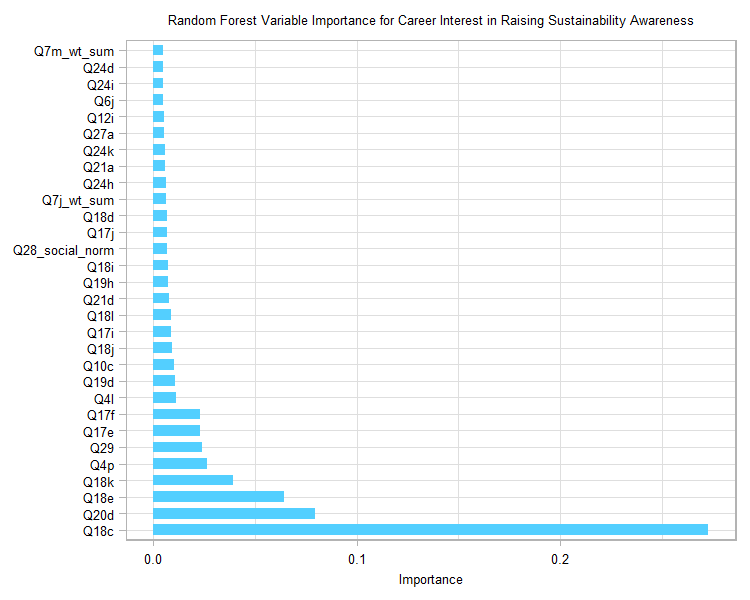 Random Forest Variable Importance for Career Interest in Raising Sustainability Awareness
Q7m_wt_sum
Q24d
Q24i
Q6j
Q12i
Q27a
Q24k
Q21a
Q24h
Q7j_wt_sum
Q18d
Q17j
Q28_social_norm
Q18i
Q19h
Q21d
Q18l
Q17i
Q18j
Q10c
Q19d
Q4l
Q17f
Q17e
Q29
Q4p
Q18k
Q18e
Q20d
Q18c
0.0 0.1 0.2
Importance